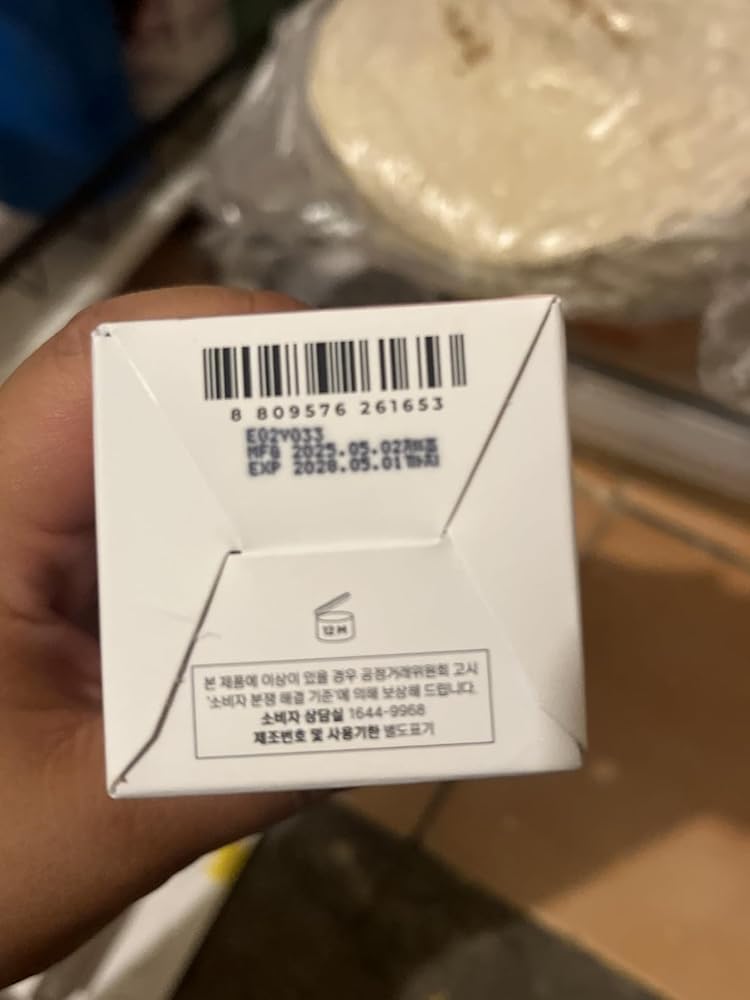 8 809576 261653
E02Y033
MFG 2025.05.02제조
EXP 2028.05.01까지
12M
본 제품에 이상이 있을 경우 공정거래위원회 고시
'소비자 분쟁 해결 기준'에 의해 보상해 드립니다.
소비자 상담실 1644-9968
제조번호 및 사용기한 별도표기